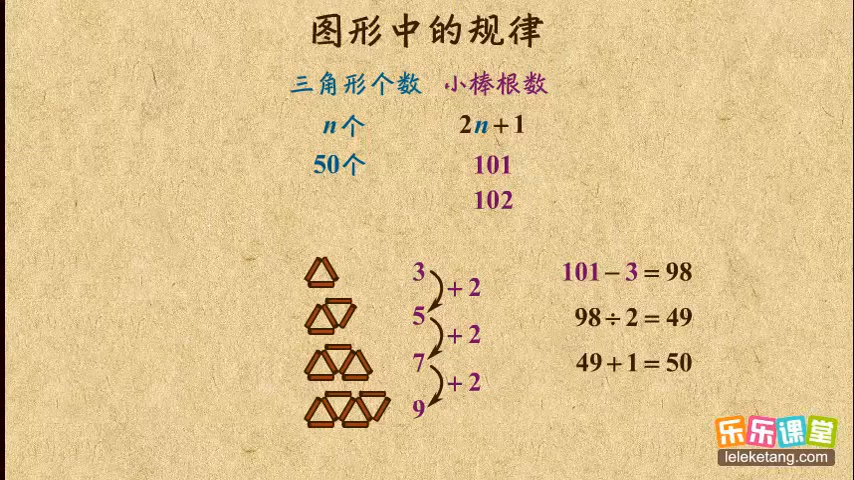 图形中的规律
三角形个数 小棒根数
n个 2n+1
50个 101
102
3
+2
5
+2
7
+2
9
101-3=98
98÷2=49
49+1=50
乐乐课堂
leleketang.com